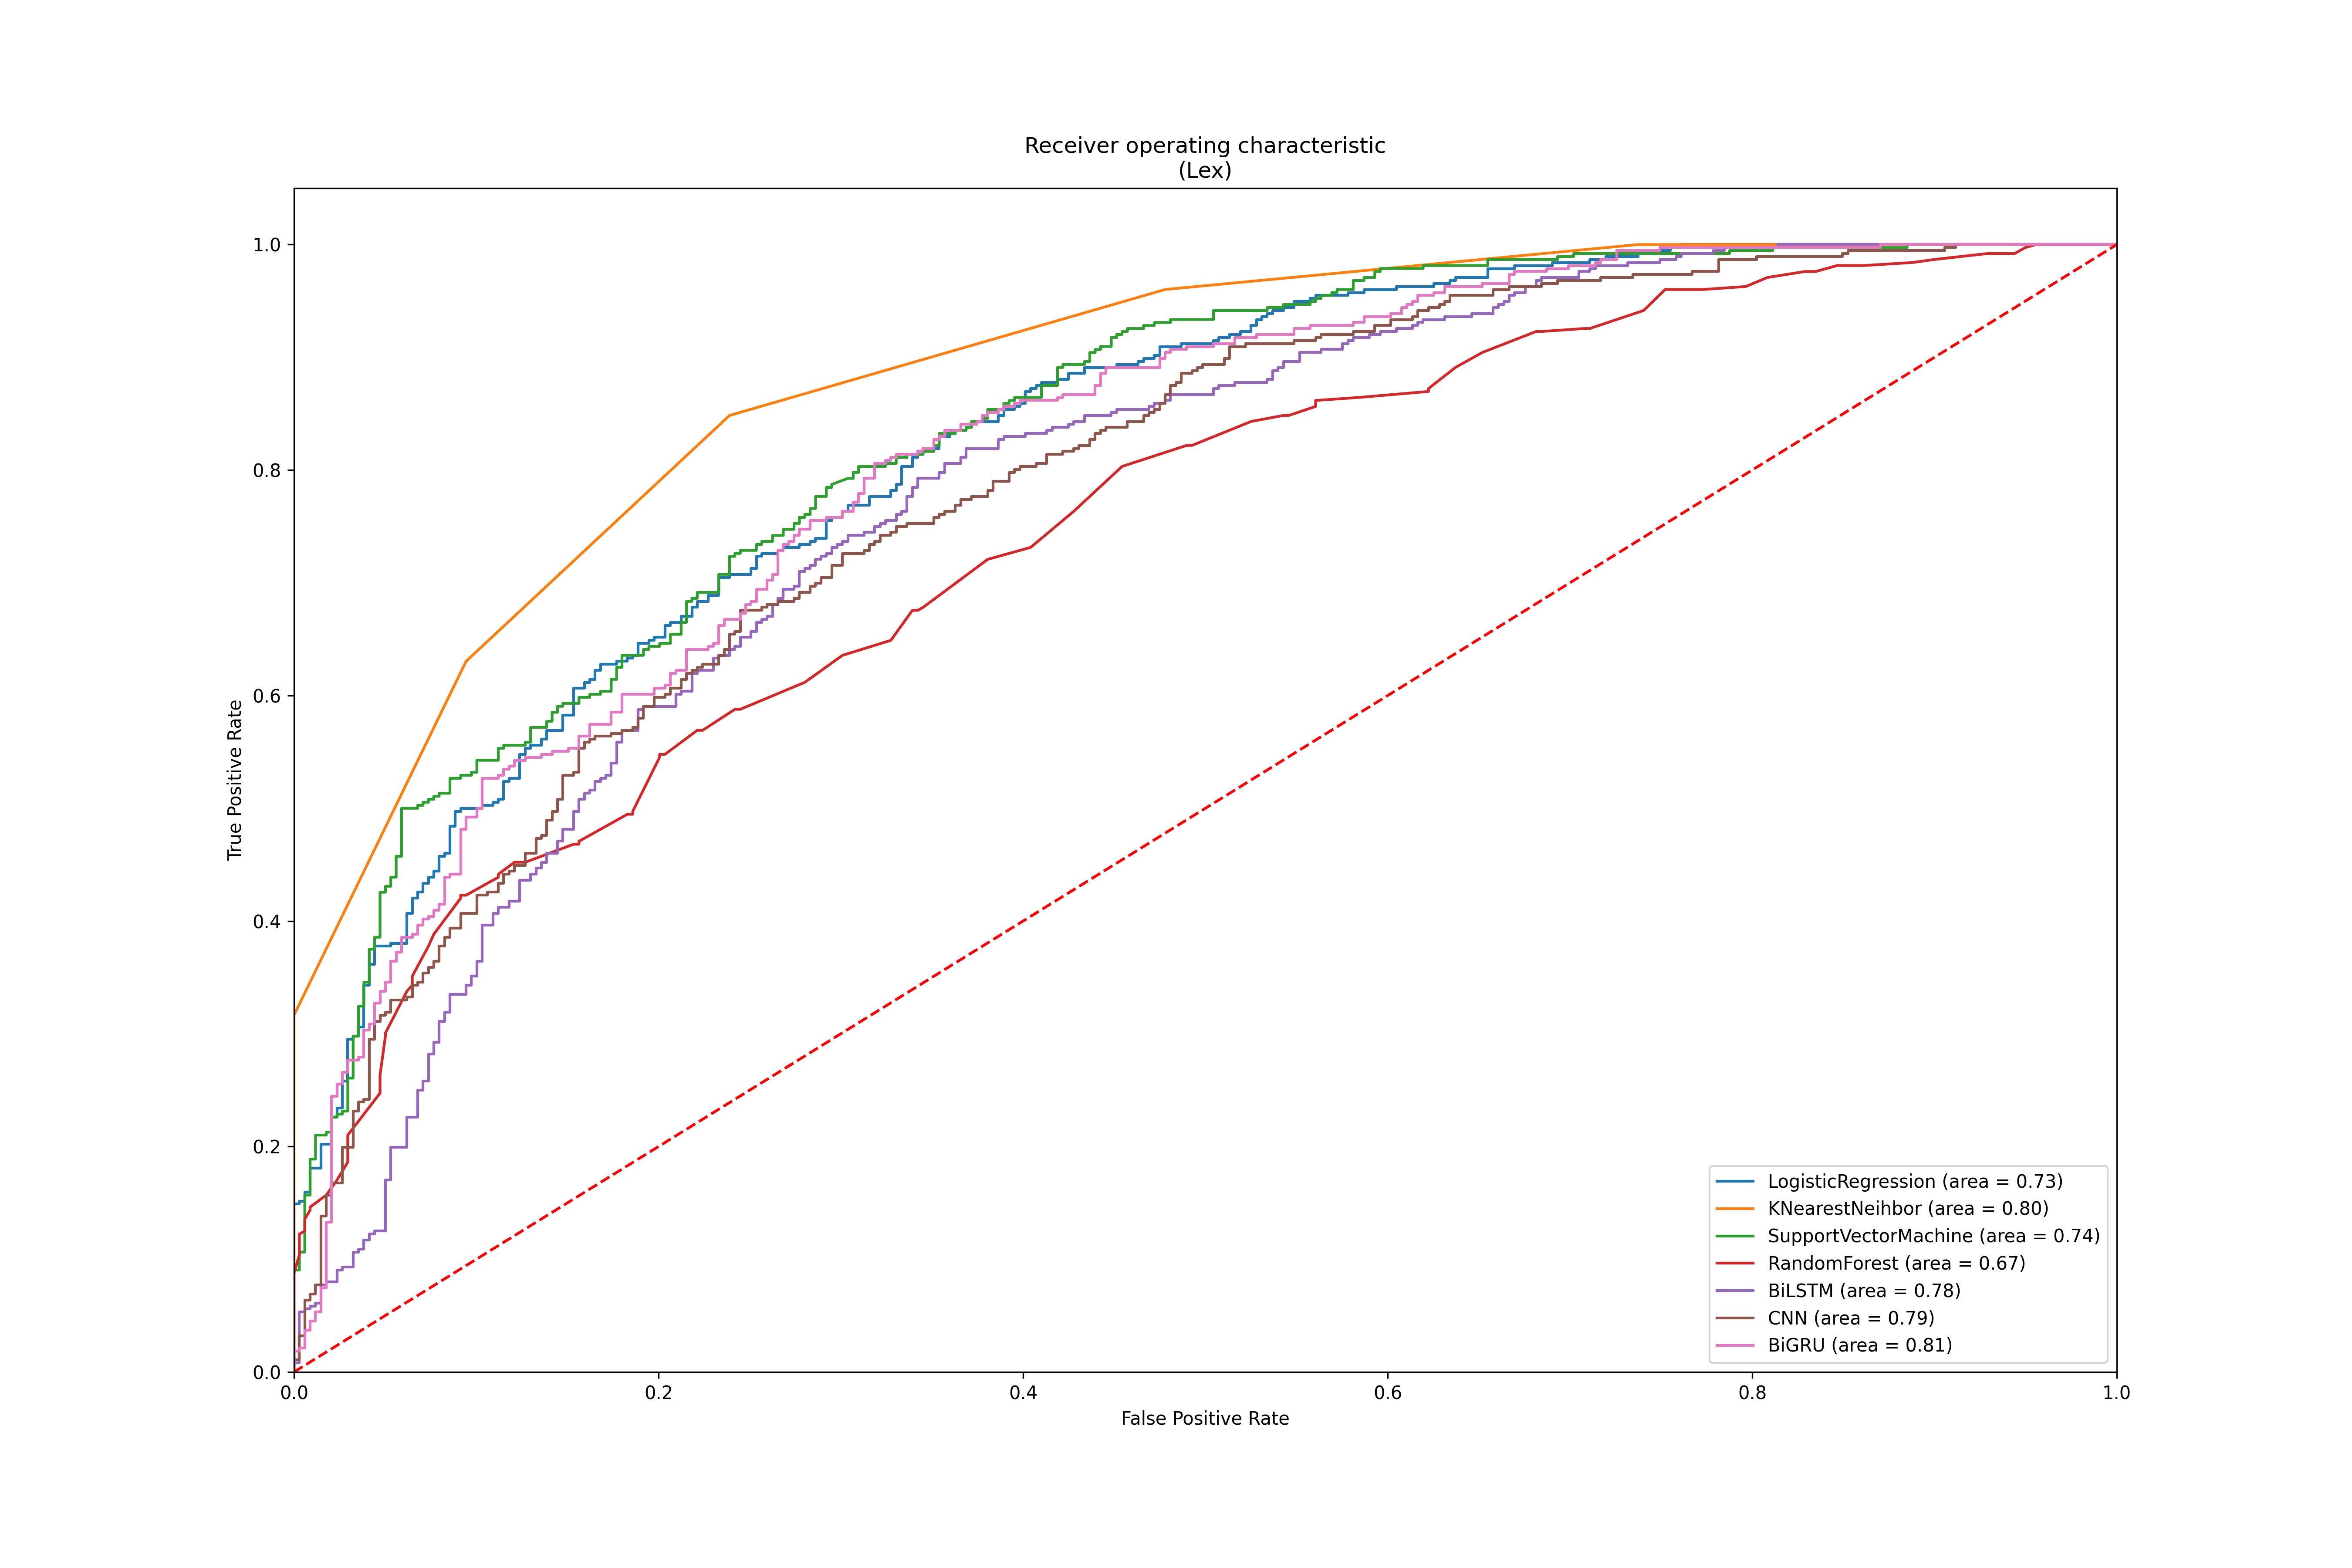 Receiver operating characteristic
(Lex)
True Positive Rate
1.0
0.8
0.6
0.4
0.2
0.0
0.0 0.2 0.4 0.6 0.8 1.0
False Positive Rate
LogisticRegression (area = 0.73)
KNearestNeihbor (area = 0.80)
SupportVectorMachine (area = 0.74)
RandomForest (area = 0.67)
BiLSTM (area = 0.78)
CNN (area = 0.79)
BiGRU (area = 0.81)